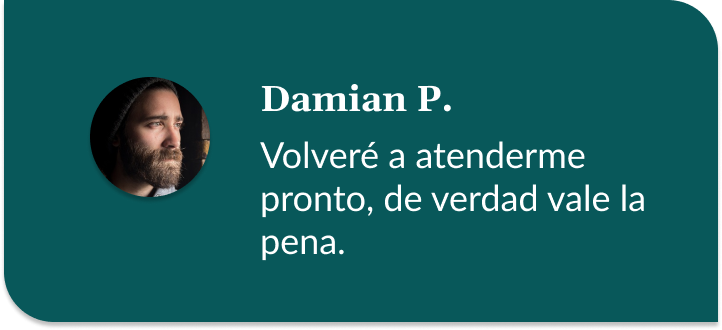 Damian P.
Volveré a atenderme
pronto, de verdad vale la
pena.